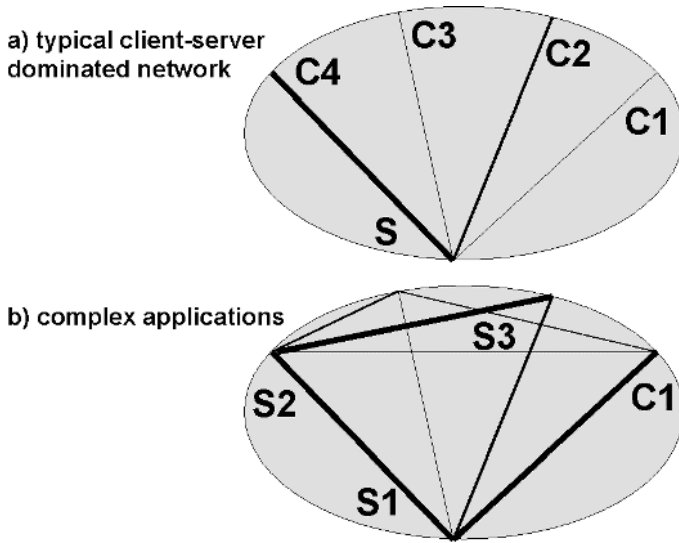 a) typical client-server
dominated network
C3
C4
C2
C1
S
b) complex applications
S3
S2
C1
S1